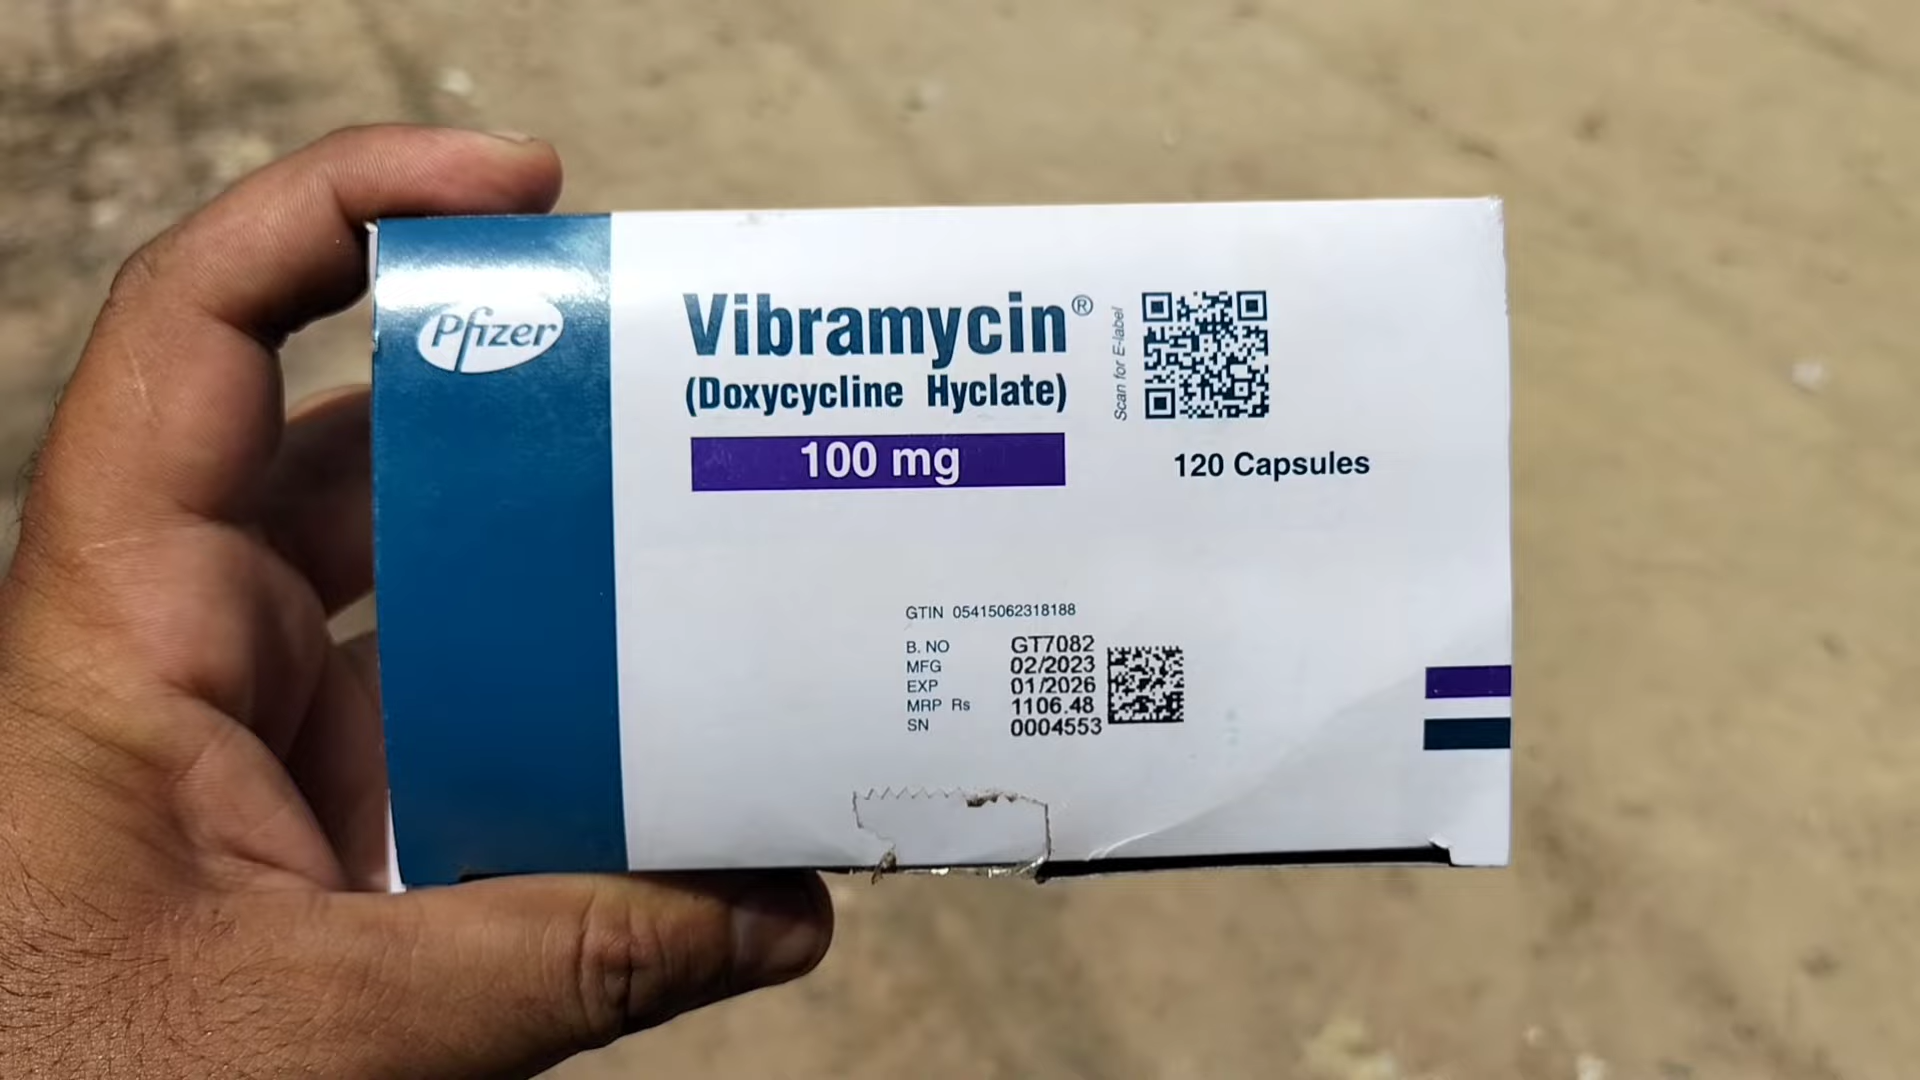 Pfizer
Vibramycin®
(Doxycycline Hyclate)
100 mg
Scan for E-label
120 Capsules
GTIN 05415062318188
B. NO GT7082
MFG 02/2023
EXP 01/2026
MRP Rs 1106.48
SN 0004553